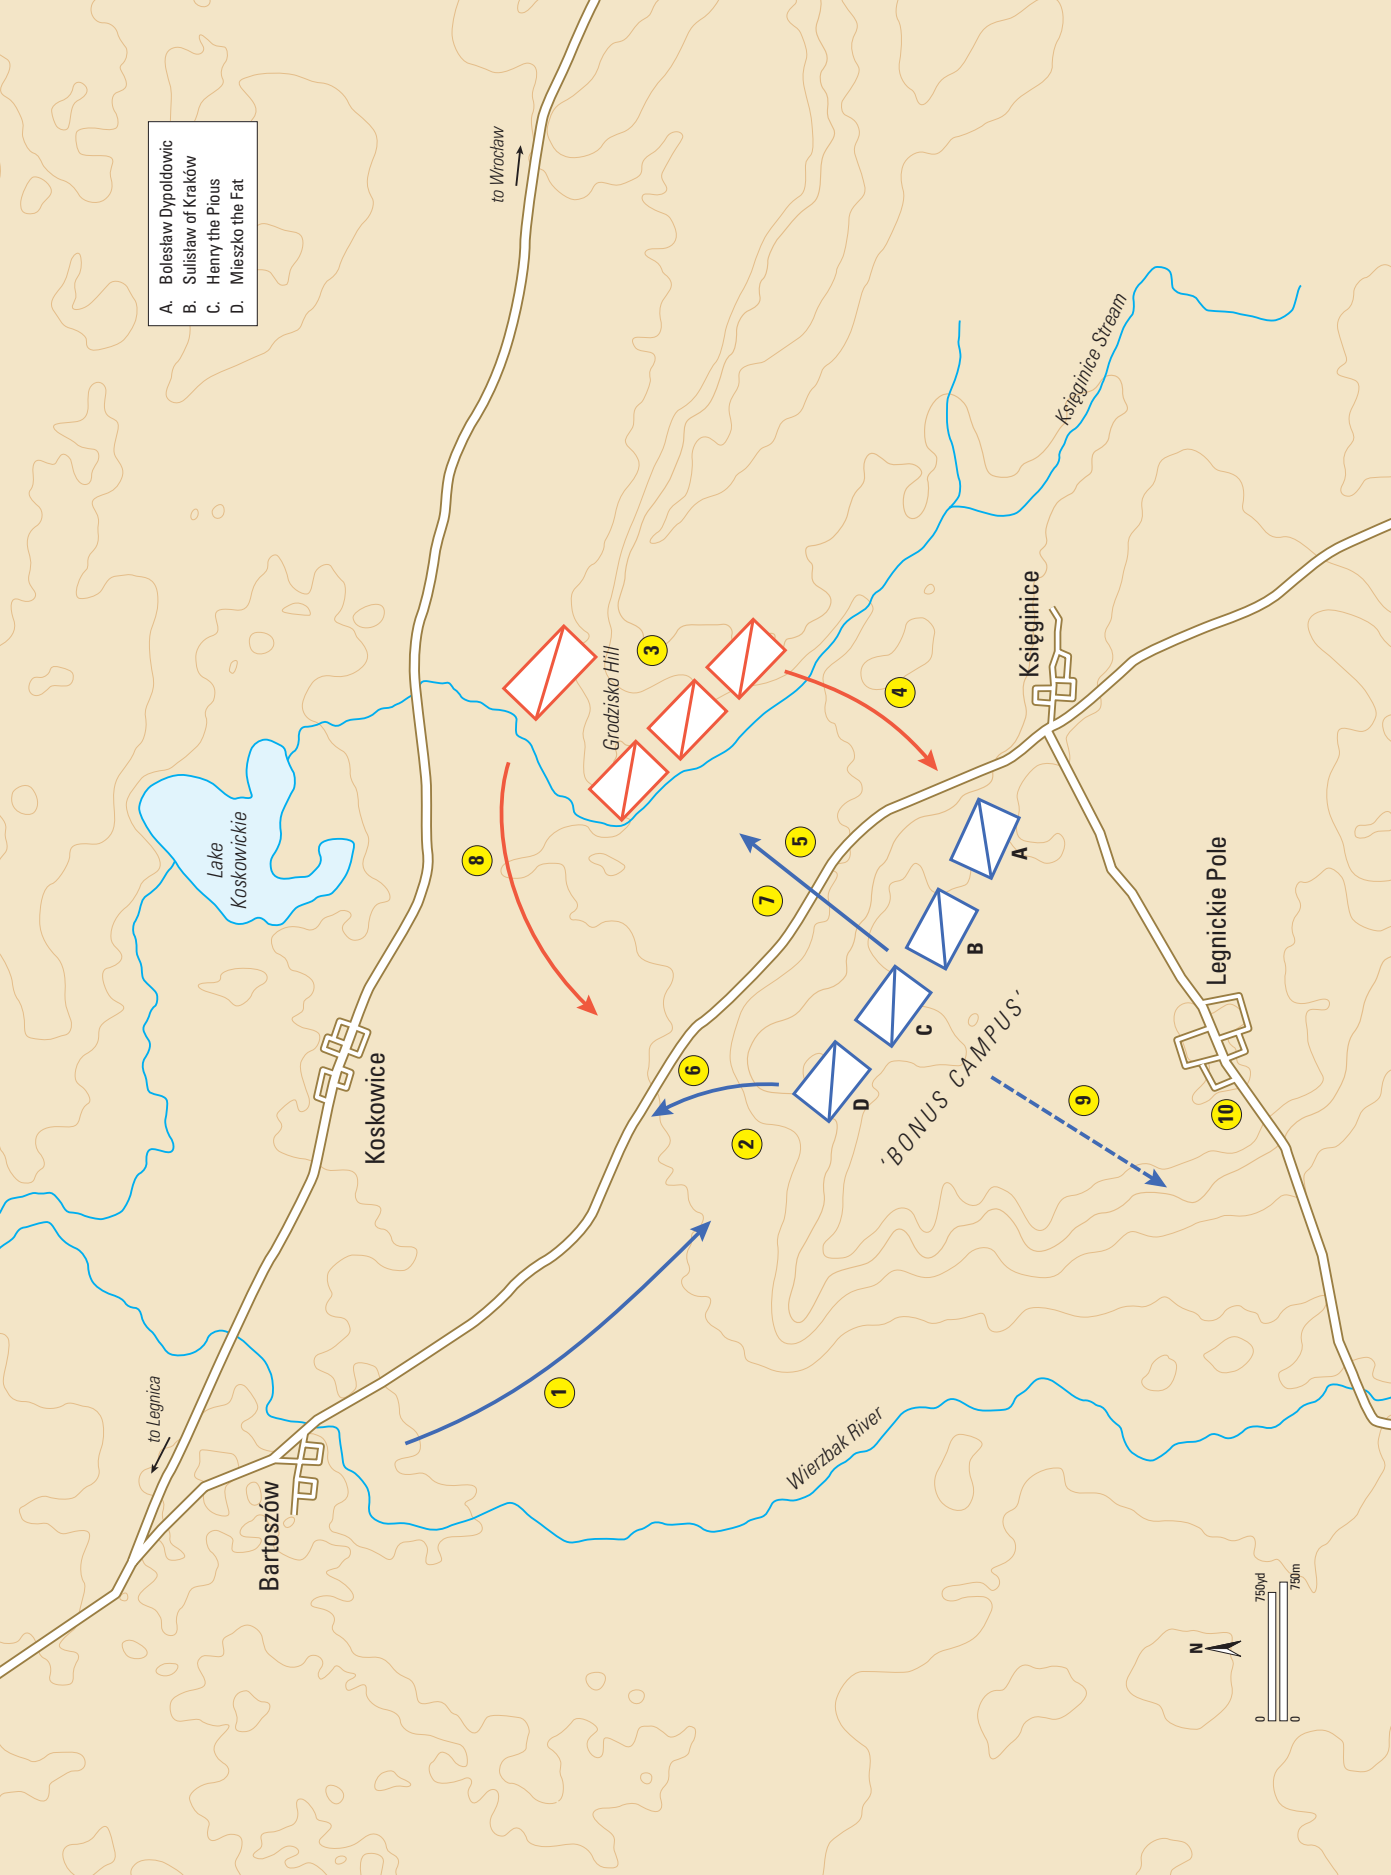 A. Bolesław Dypoldowic
B. Sulisław of Kraków
C. Henry the Pious
D. Mieszko the Fat
to Legnica
to Wrocław
Lake
Koskowickie
Koskowice
Bartoszów
8
Grodzisko Hill
3
1
6
2
7
5
4
D
C
B
A
'BONUS CAMPUS'
Księginice Stream
Księginice
Wierzbak River
9
10
Legnickie Pole
N
0
750yd
0
750m